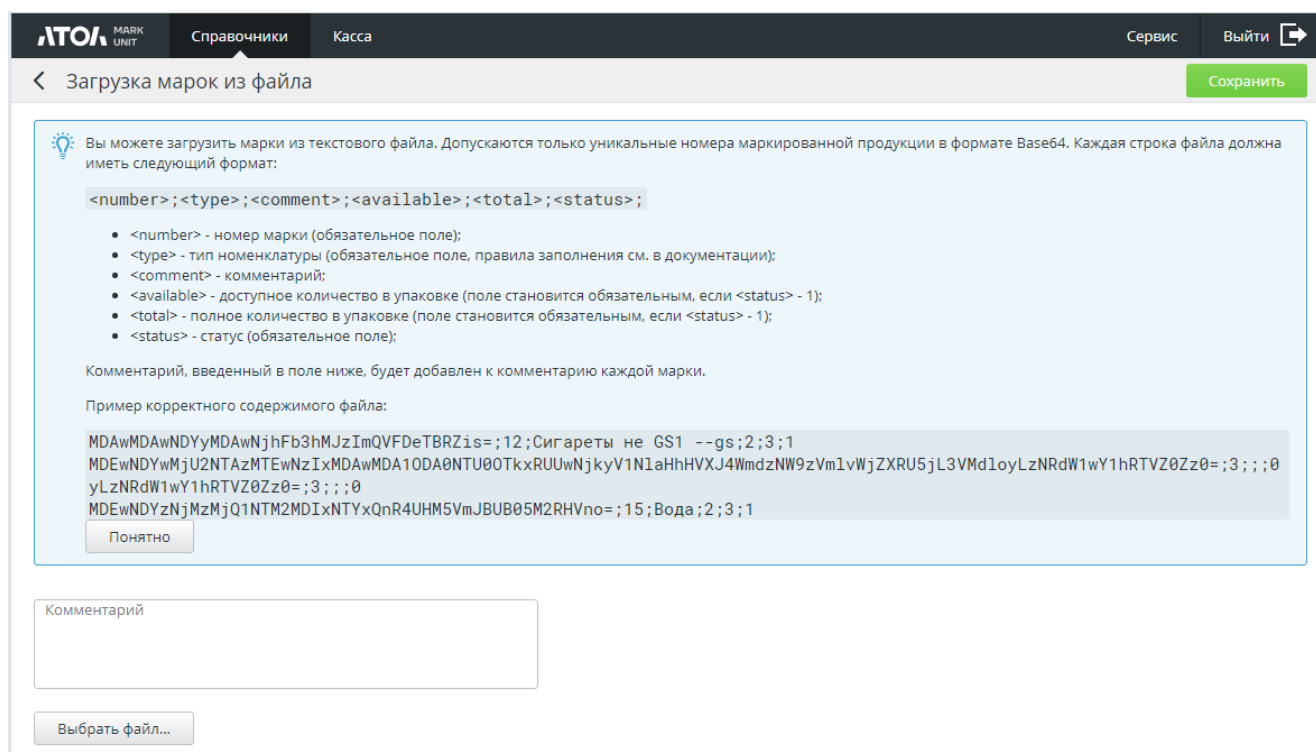 АТОЛ MARK UNIT Справочники Касса Сервис Выйти
Загрузка марок из файла Сохранить
Вы можете загрузить марки из текстового файла. Допускаются только уникальные номера маркированной продукции в формате Base64. Каждая строка файла должна
иметь следующий формат:
<number>;<type>;<comment>;<available>;<total>;<status>;
• <number> - номер марки (обязательное поле);
• <type> - тип номенклатуры (обязательное поле, правила заполнения см. в документации);
• <comment> - комментарий;
• <available> - доступное количество в упаковке (поле становится обязательным, если <status> - 1);
• <total> - полное количество в упаковке (поле становится обязательным, если <status> - 1);
• <status> - статус (обязательное поле);
Комментарий, введенный в поле ниже, будет добавлен к комментарию каждой марки.
Пример корректного содержимого файла:
MDAwMDAwNDYyMDAwNjhFb3hMJzImQVFDeTBRZis=;12;Сигареты не GS1 --gs;2;3;1
MDEwNDYwMjU2NTAzMTEwNzIxMDAwMDA1ODA0NTU0OTkxRUUwNjkyV1NlaHhHVXJ4WmdzNW9zVmlvWjZXRU5jL3VMdloyLzNRdW1wY1hRTVZ0Zz0=;3;;;0
yLzNRdW1wY1hRTVZ0Zz0=;3;;;0
MDEwNDYzNjMzMjQ1NTM2MDIxNTYxQnR4UHM5VmJBUB05M2RHVno=;15;Вода;2;3;1
Понятно
Комментарий
Выбрать файл...